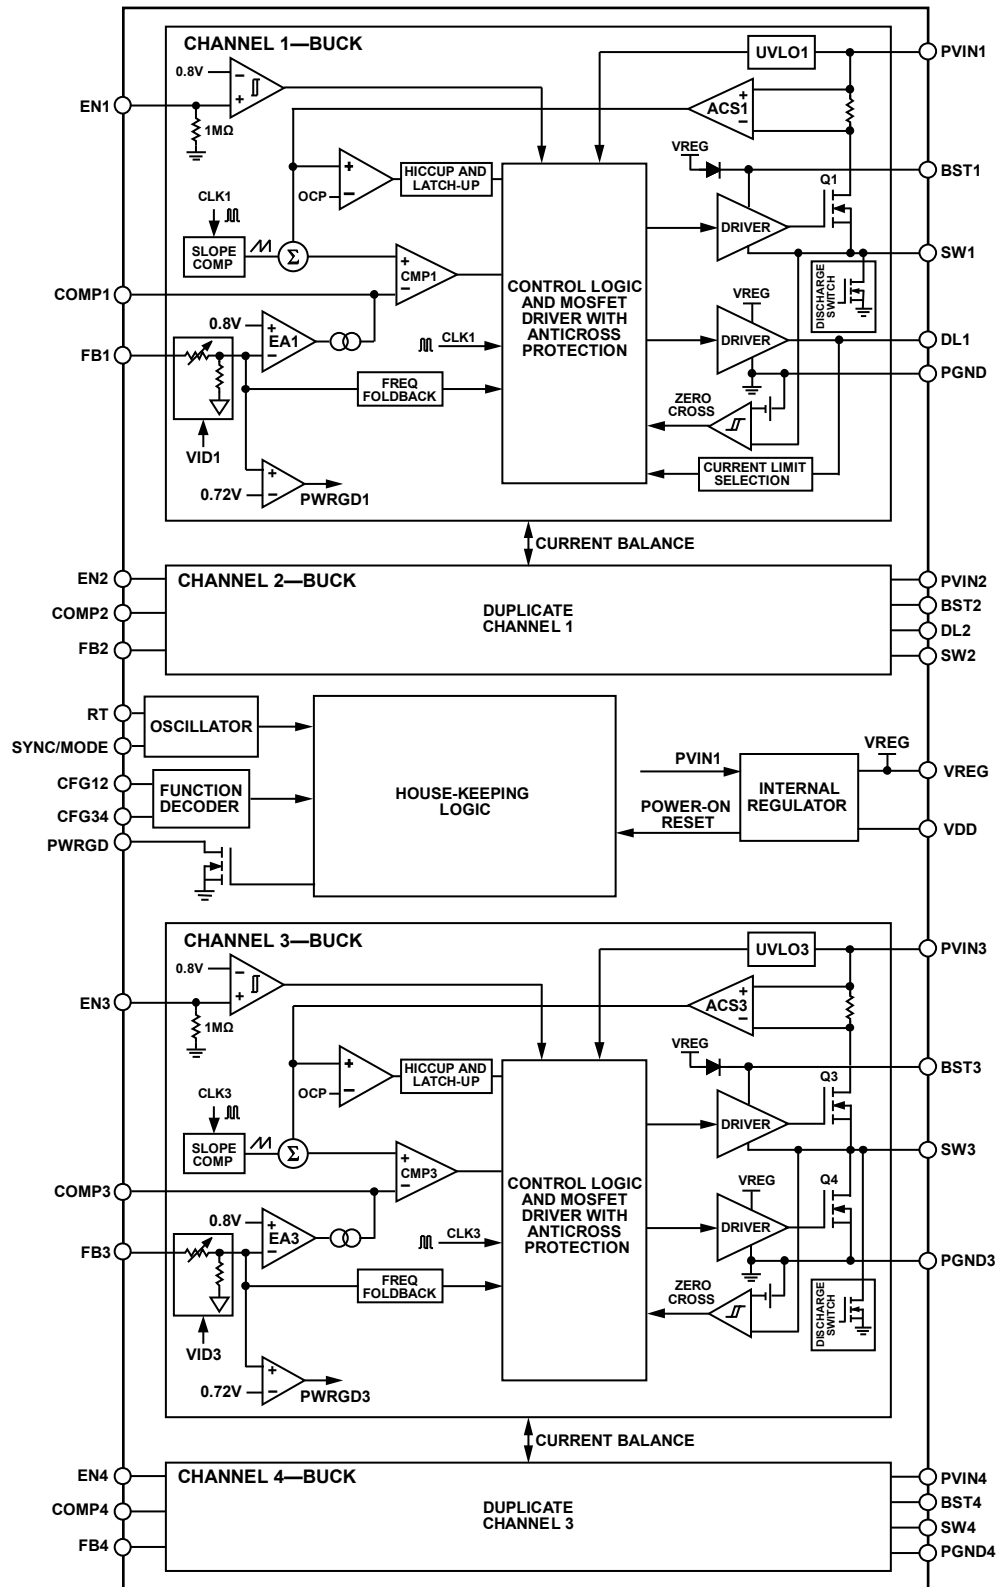 CHANNEL 1—BUCK
UVLO1
PVIN1
0.8V
−
+
EN1
1MΩ
ACS1
+
−
VREG
BST1
HICCUP AND
LATCH-UP
+
OCP
−
Q1
CLK1
DRIVER
SLOPE
COMP
Σ
+
CMP1
−
SW1
CONTROL LOGIC
AND MOSFET
DRIVER WITH
ANTICROSS
PROTECTION
DISCHARGE
SWITCH
COMP1
VREG
0.8V
+
EA1
−
CLK1
DRIVER
DL1
FB1
PGND
FREQ
FOLDBACK
ZERO
CROSS
VID1
+
0.72V
−
PWRGD1
CURRENT LIMIT
SELECTION
CURRENT BALANCE
EN2
CHANNEL 2—BUCK
PVIN2
COMP2
DUPLICATE
CHANNEL 1
BST2
DL2
FB2
SW2
RT
OSCILLATOR
SYNC/MODE
CFG12
FUNCTION
DECODER
CFG34
PWRGD
HOUSE-KEEPING
LOGIC
PVIN1
POWER-ON
RESET
INTERNAL
REGULATOR
VREG
VREG
VDD
CHANNEL 3—BUCK
UVLO3
PVIN3
0.8V
−
+
EN3
1MΩ
ACS3
+
−
VREG
BST3
HICCUP AND
LATCH-UP
+
OCP
−
Q3
CLK3
DRIVER
SLOPE
COMP
Σ
+
CMP3
−
SW3
CONTROL LOGIC
AND MOSFET
DRIVER WITH
ANTICROSS
PROTECTION
COMP3
VREG
Q4
0.8V
+
EA3
−
CLK3
DRIVER
FB3
PGND3
FREQ
FOLDBACK
ZERO
CROSS
DISCHARGE
SWITCH
VID3
+
0.72V
−
PWRGD3
CURRENT BALANCE
EN4
CHANNEL 4—BUCK
PVIN4
COMP4
DUPLICATE
CHANNEL 3
BST4
SW4
FB4
PGND4